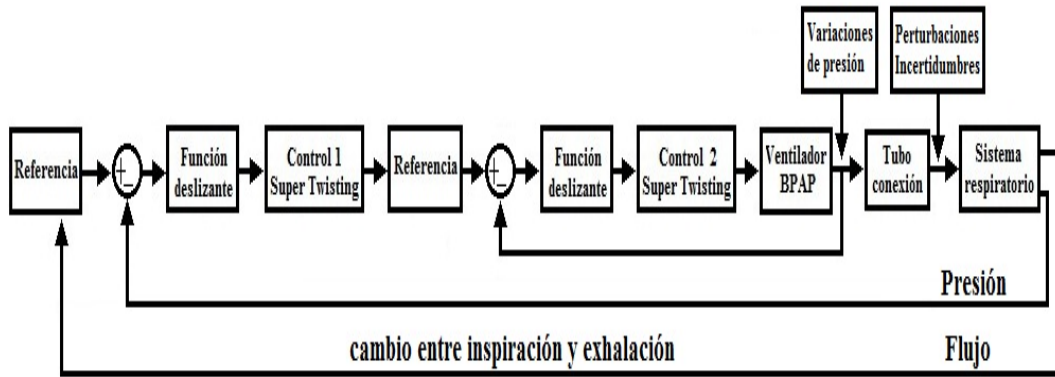 Variaciones
de presión
Perturbaciones
Incertidumbres
Referencia
Función
deslizante
Control 1
Super Twisting
Referencia
Función
deslizante
Control 2
Super Twisting
Ventilador
BPAP
Tubo
conexión
Sistema
respiratorio
Presión
cambio entre inspiración y exhalación
Flujo